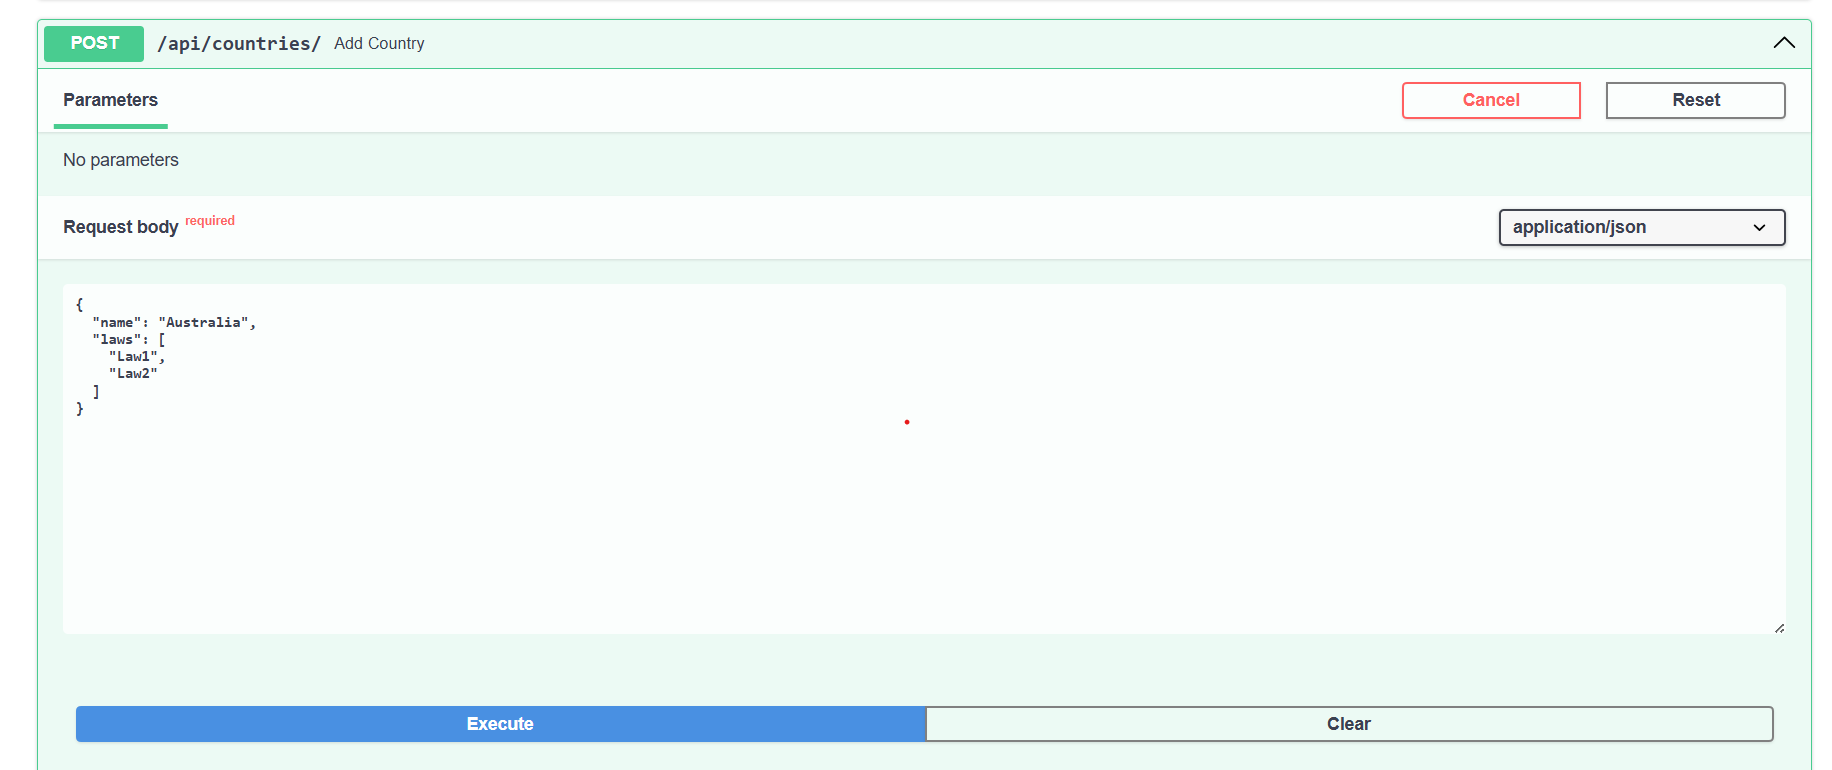 POST /api/countries/ Add Country
Parameters Cancel Reset
No parameters
Request body required application/json
{
  "name": "Australia",
  "laws": [
    "Law1",
    "Law2"
  ]
}
Execute Clear